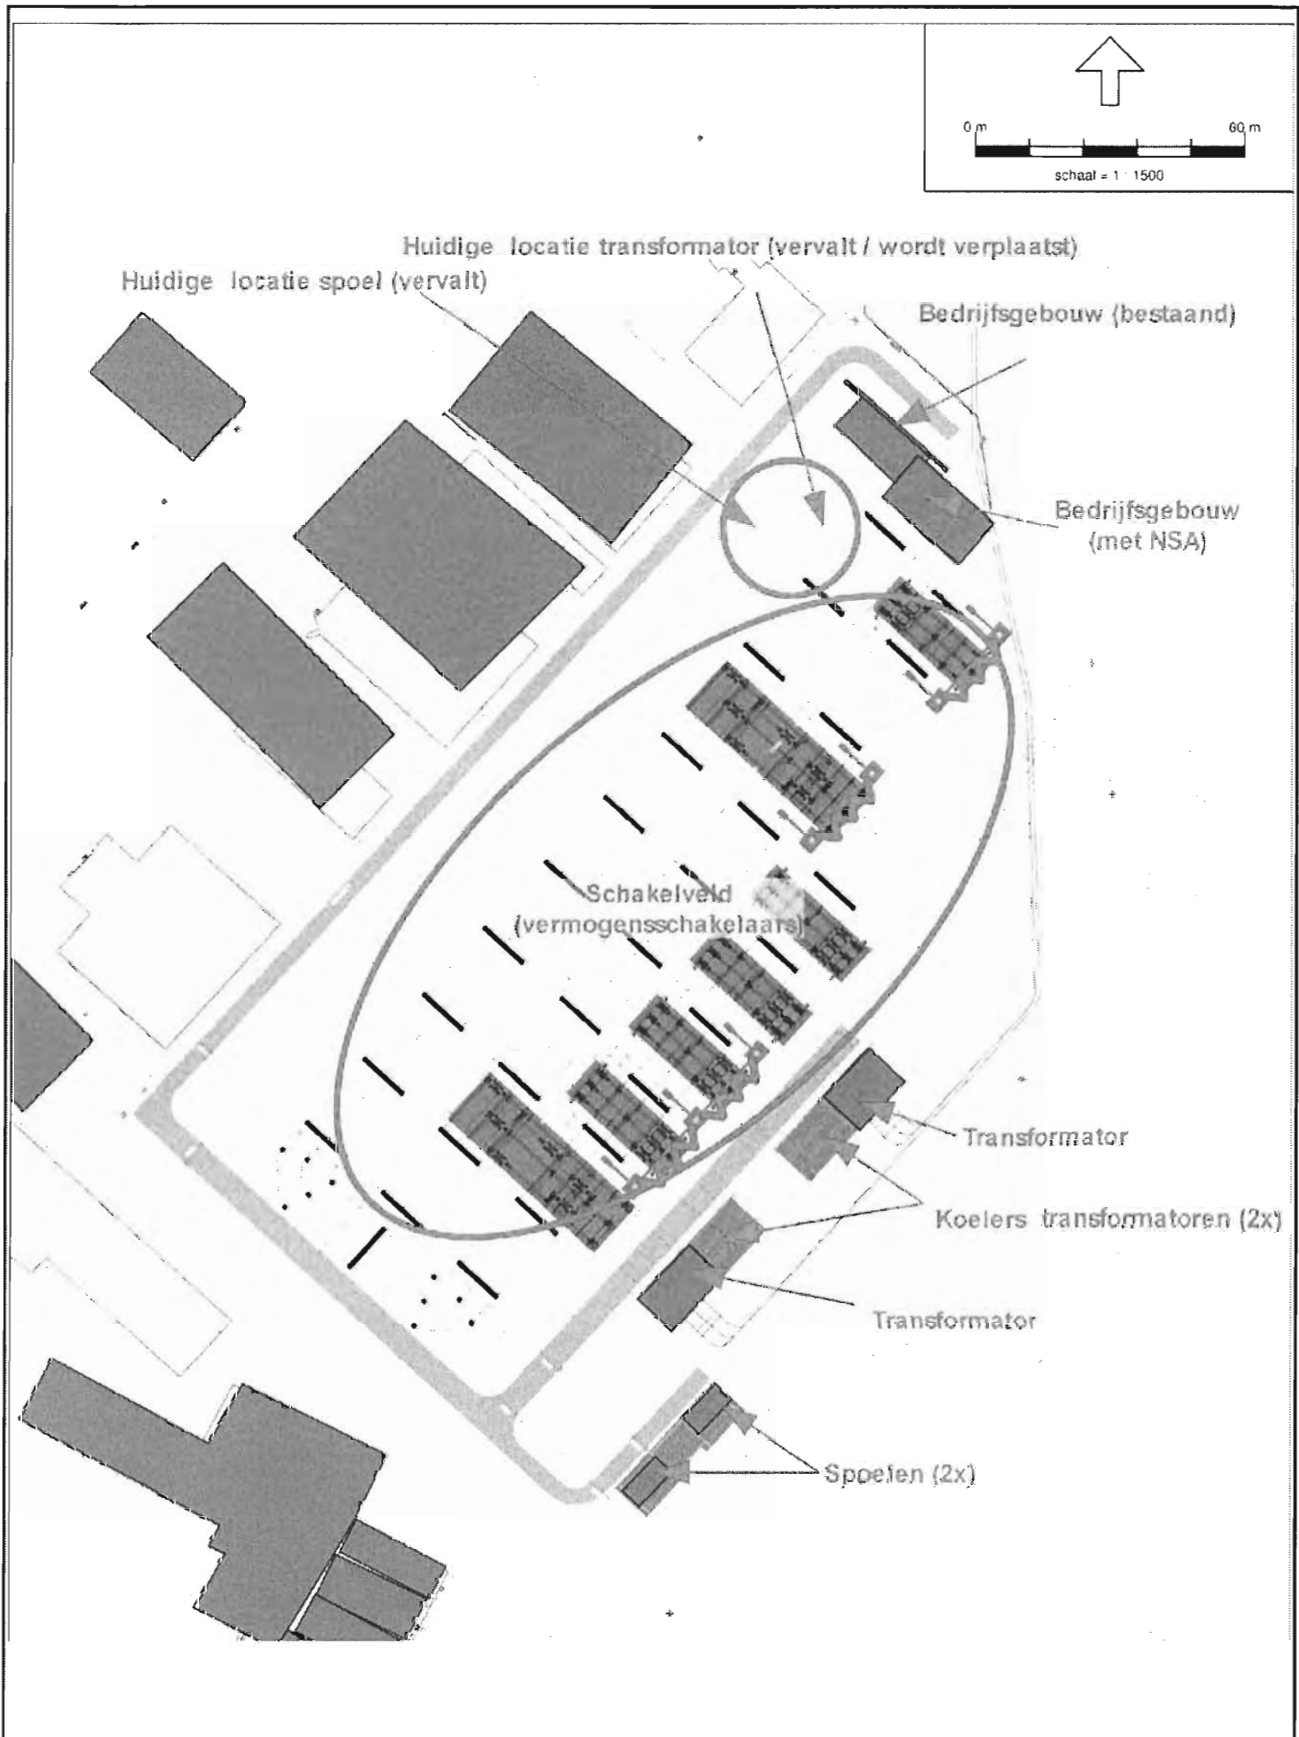 0 m 60 m
schaal = 1 : 1500
Huidige locatie transformator (vervalt / wordt verplaatst)
Huidige locatie spoel (vervalt)
Bedrijfsgebouw (bestaand)
Bedrijfsgebouw
(met NSA)
Schakelveld
(vermogensschakelaars)
Transformator
Koelers transformatoren (2x)
Transformator
Spoelen (2x)